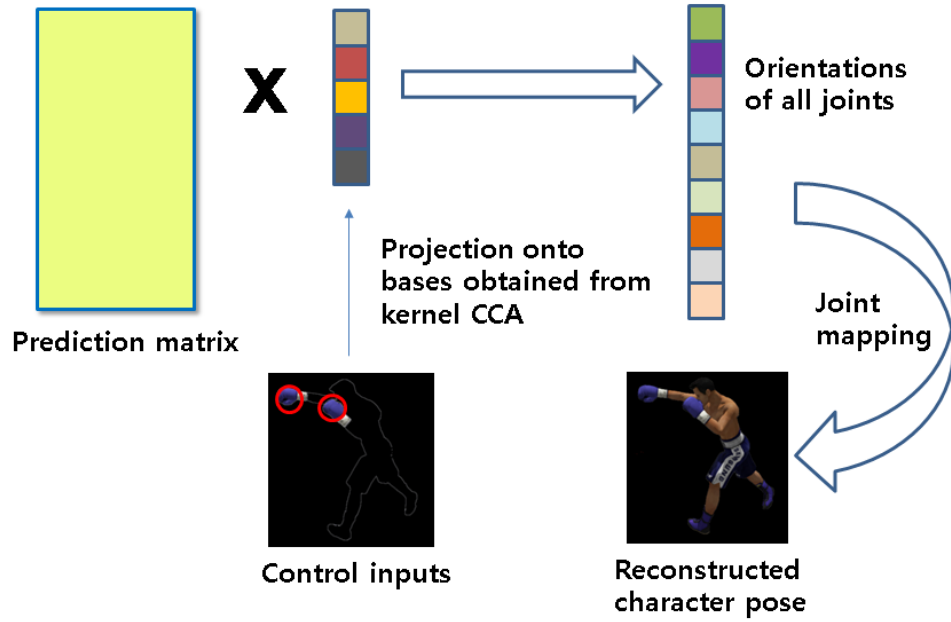 X
Orientations
of all joints
Projection onto
bases obtained from
kernel CCA
Prediction matrix
Joint
mapping
Control inputs
Reconstructed
character pose